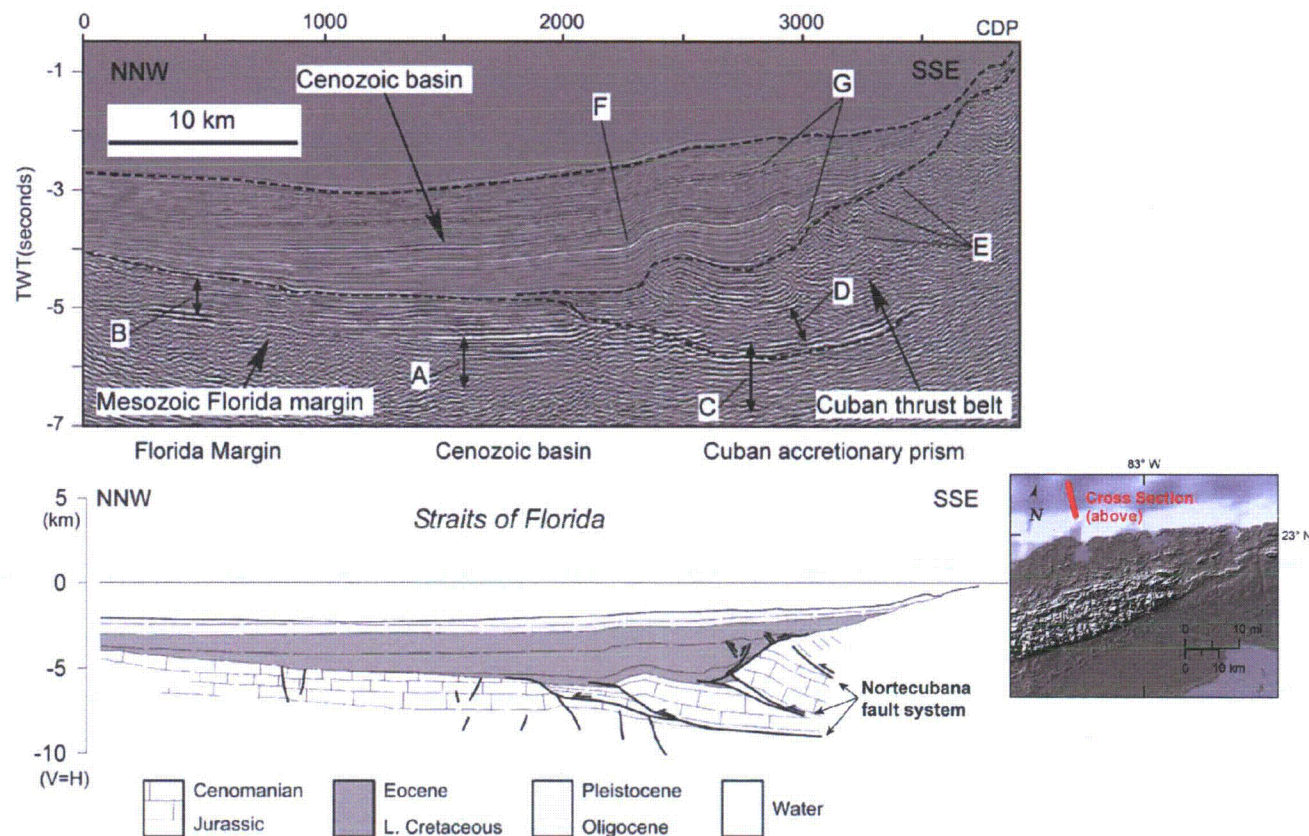 0 1000 2000 3000 CDP
NNW SSE
Cenozoic basin
G
F
10 km
-1
-3
-5
-7
TWT(seconds)
E
D
B
A
C
Mesozoic Florida margin
Cuban thrust belt
Florida Margin Cenozoic basin Cuban accretionary prism
NNW SSE
5
(km)
Straits of Florida
0
-5
-10
(V=H)
Nortecubana
fault system
83° W
N
Cross Section
(above)
23° N
0 10 mi
0 10 km
Cenomanian Eocene Pleistocene Water
Jurassic L. Cretaceous Oligocene